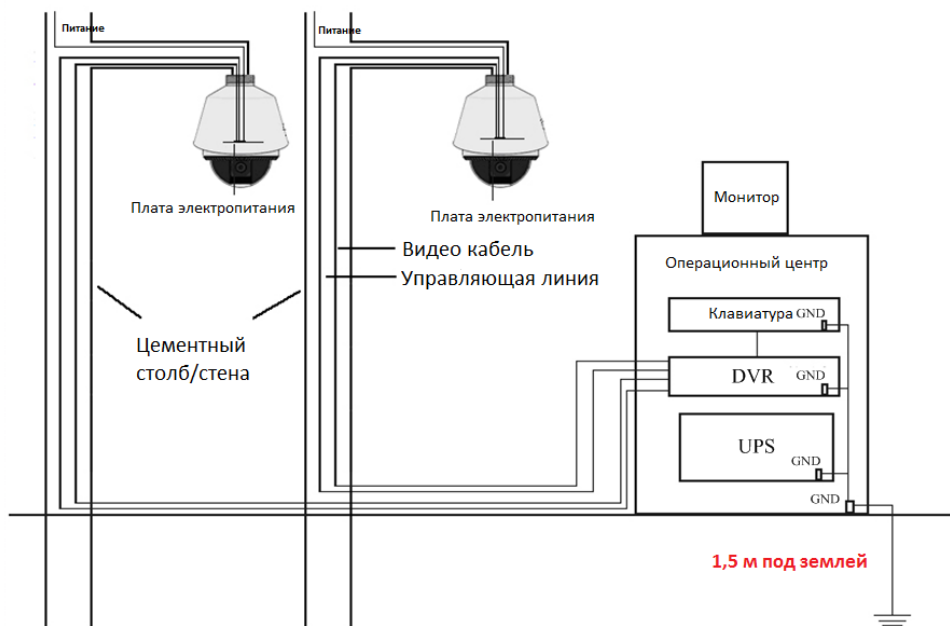 Питание
Питание
Плата электропитания
Плата электропитания
Видео кабель
Управляющая линия
Цементный
столб/стена
Монитор
Операционный центр
Клавиатура GND
DVR GND
UPS
GND
GND
1,5 м под землей